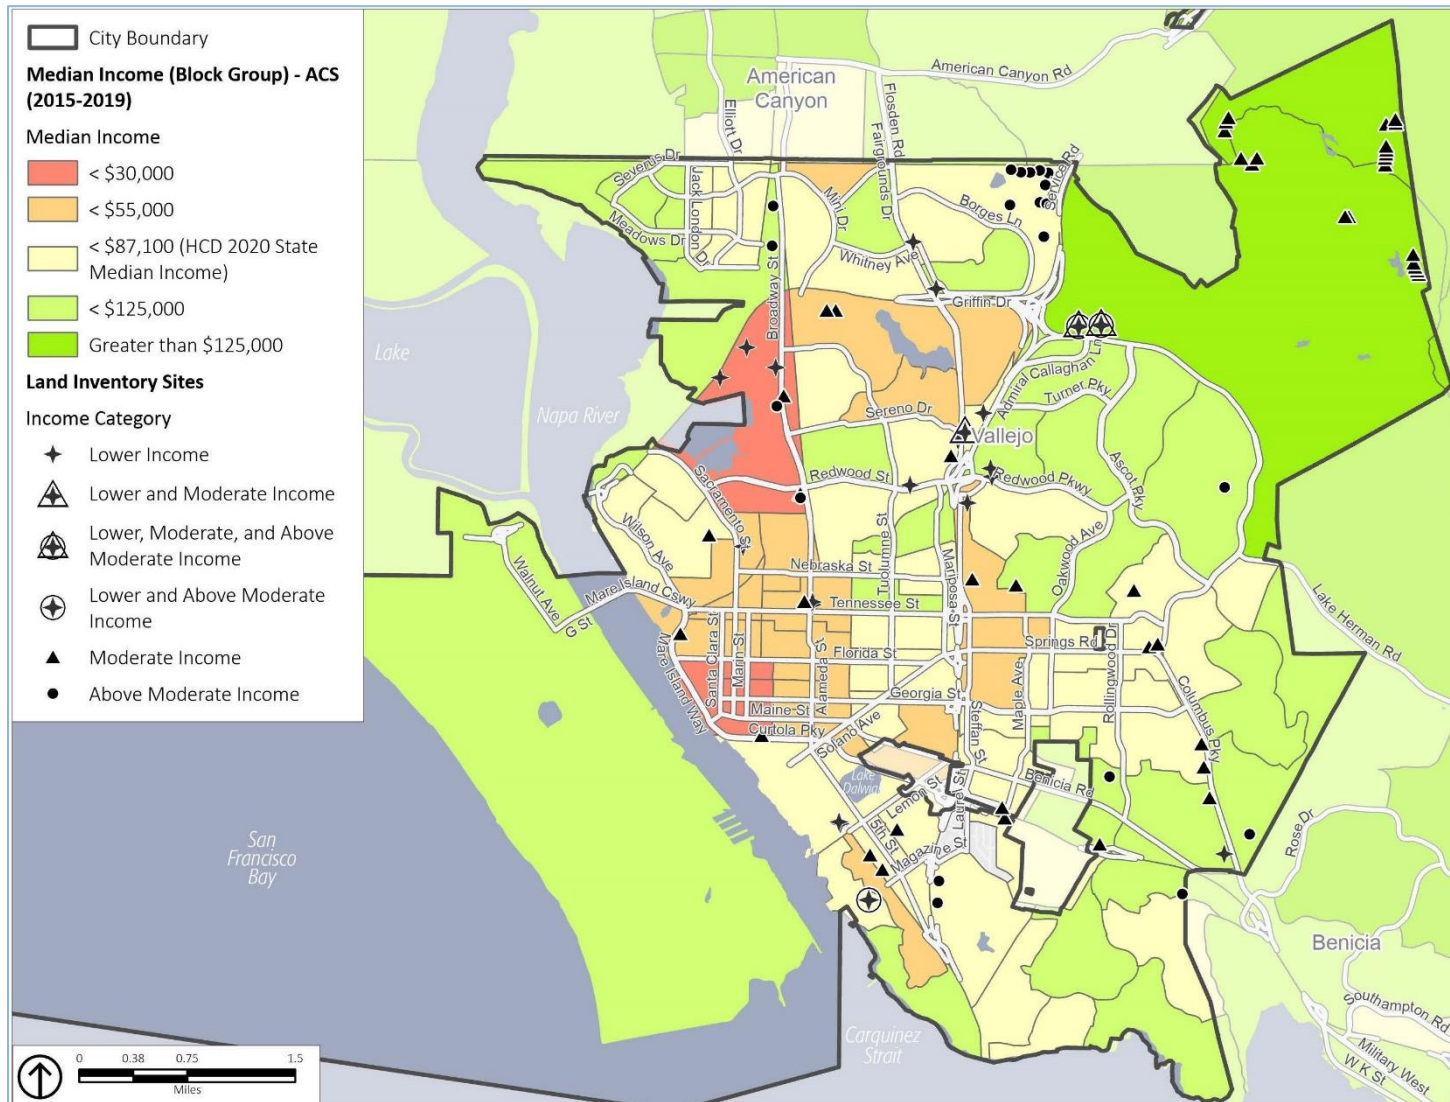 City Boundary
Median Income (Block Group) - ACS
(2015-2019)
Median Income
< $30,000
< $55,000
< $87,100 (HCD 2020 State
Median Income)
< $125,000
Greater than $125,000
Land Inventory Sites
Income Category
Lower Income
Lower and Moderate Income
Lower, Moderate, and Above
Moderate Income
Lower and Above Moderate
Income
Moderate Income
Above Moderate Income
0 0.38 0.75 1.5
Miles
American
Canyon
American Canyon Rd
Elliott Dr
Flosden Rd
Fairgrounds Dr
Service Rd
Severus Dr
Jack London Dr
Meadows Dr
Mini Dr
Borges Ln
Whitney Ave
Broadway St
Griffin Dr
Lake
Napa River
Admiral Callaghan Ln
Turner Pky
Sereno Dr
Vallejo
Ascot Pky
Redwood St
Redwood Pkwy
Sacramento St
Wilson Ave
Tuolumne St
Oakwood Ave
Mariposa St
Nebraska St
Walnut Ave
G St
Mare Island Cswy
Tennessee St
Lake Herman Rd
Springs Rd
Rollingwood Dr
Santa Clara St
Marin St
Florida St
Mare Island Way
Alameda St
Georgia St
Maple Ave
Columbus Pky
Maine St
Curtola Pky
Solano Ave
Steffan St
Lake
Dalwigk
Lemon St
Laurel St
Benicia Rd
5th St
Magazine St
Rose Dr
San
Francisco
Bay
Benicia
Southampton Rd
Carquinez
Strait
Military West
W K St